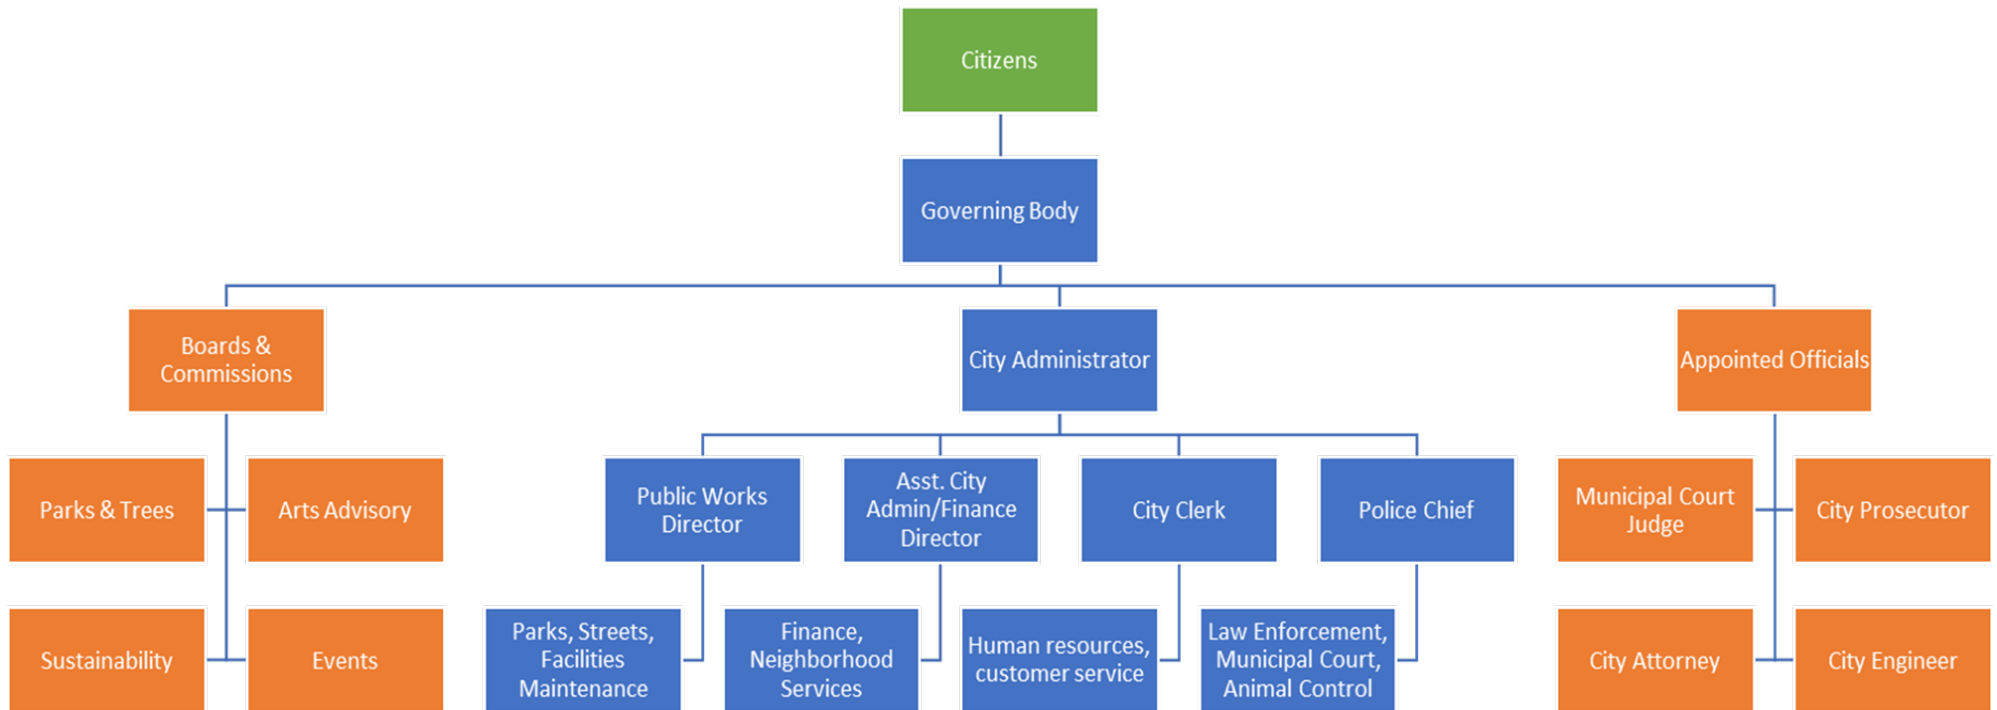 Citizens
Governing Body
Boards &
Commissions
City Administrator
Appointed Officials
Parks & Trees
Arts Advisory
Public Works
Director
Asst. City
Admin/Finance
Director
City Clerk
Police Chief
Municipal Court
Judge
City Prosecutor
Sustainability
Events
Parks, Streets,
Facilities
Maintenance
Finance,
Neighborhood
Services
Human resources,
customer service
Law Enforcement,
Municipal Court,
Animal Control
City Attorney
City Engineer